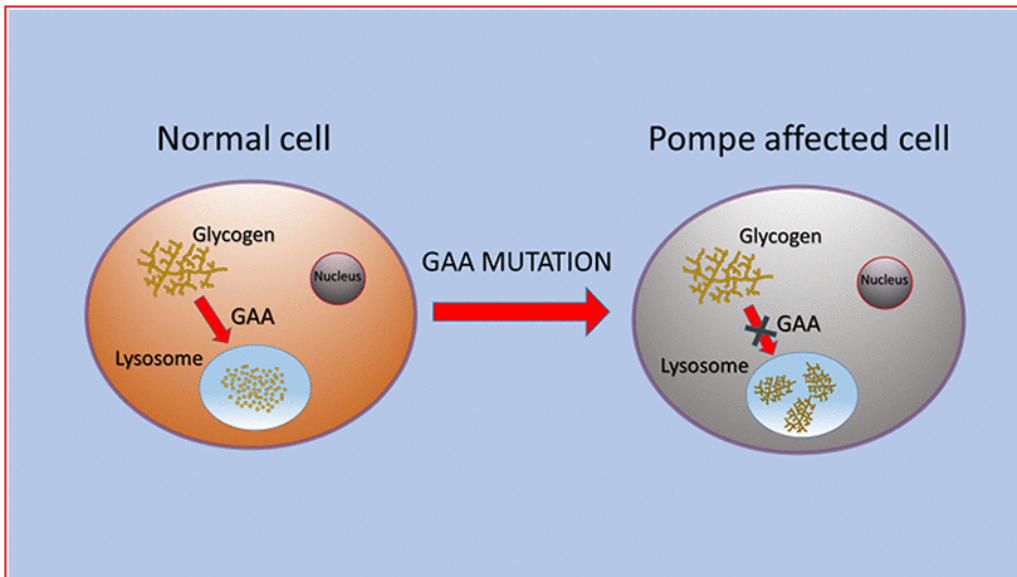 Normal cell
Glycogen
Nucleus
GAA
Lysosome
GAA MUTATION
Pompe affected cell
Glycogen
Nucleus
GAA
Lysosome